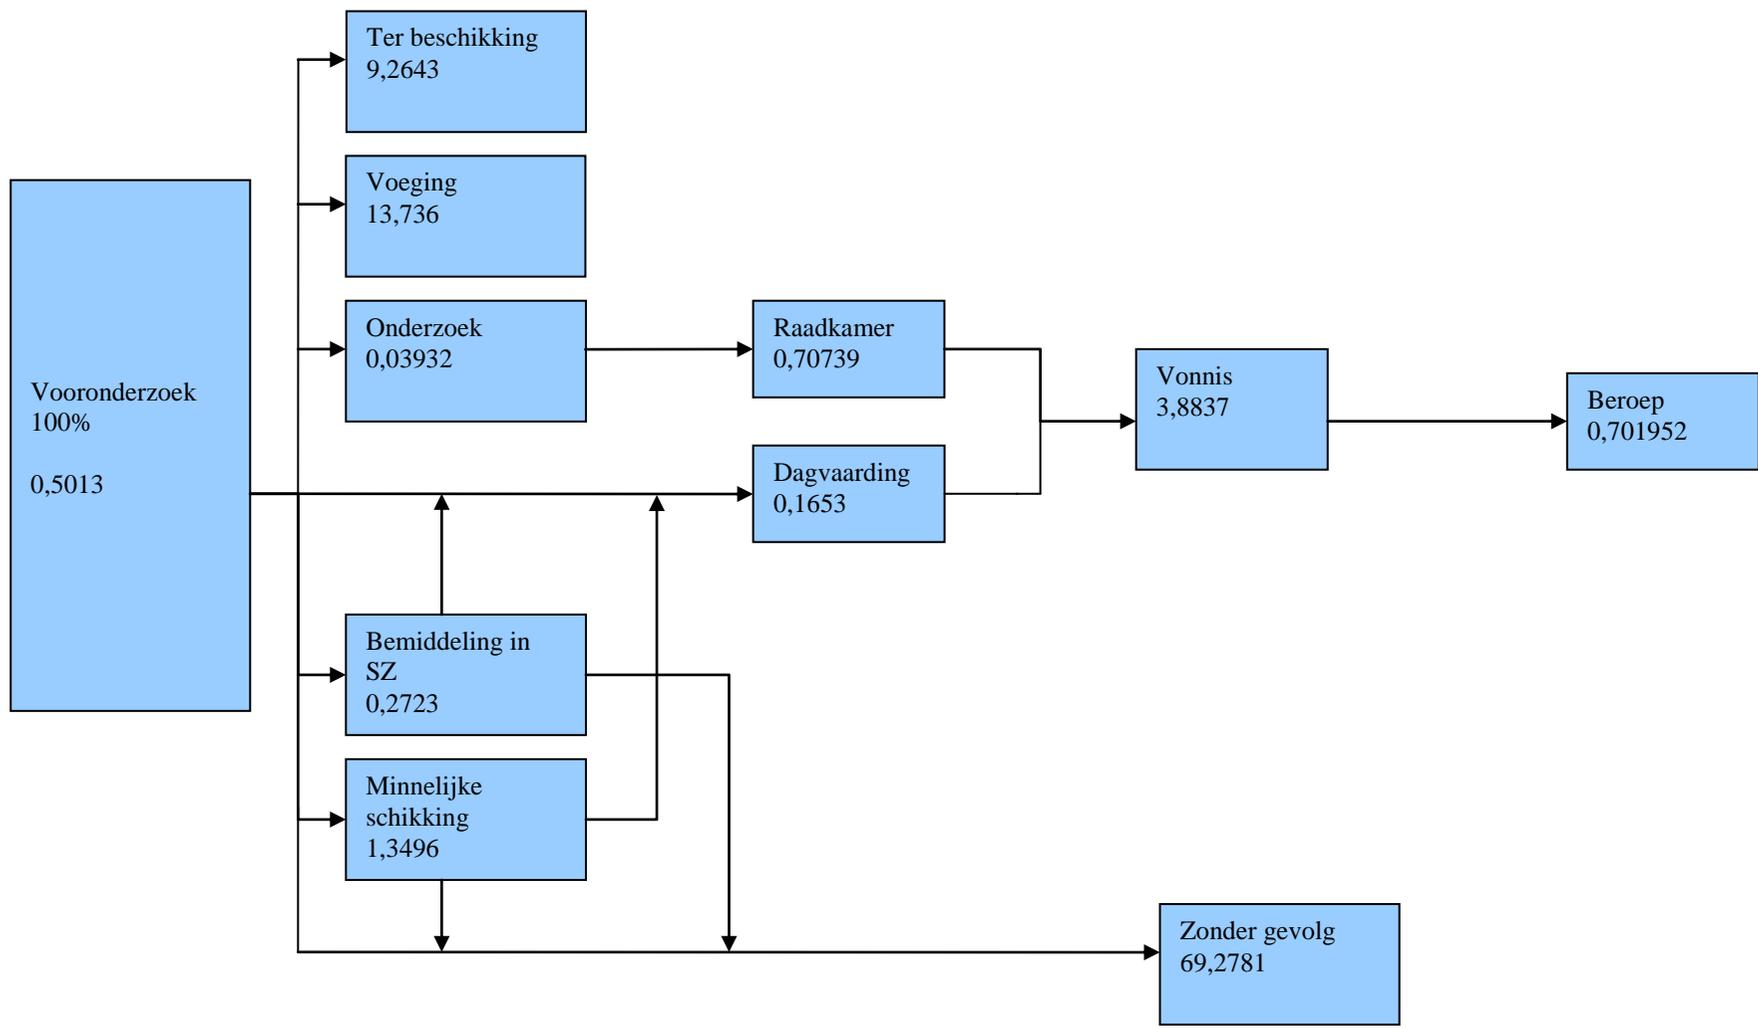 Ter beschikking
9,2643
Voeging
13,736
Vooronderzoek
100%
0,5013
Onderzoek
0,03932
Raadkamer
0,70739
Vonnis
3,8837
Beroep
0,701952
Dagvaarding
0,1653
Bemiddeling in
SZ
0,2723
Minnelijke
schikking
1,3496
Zonder gevolg
69,2781